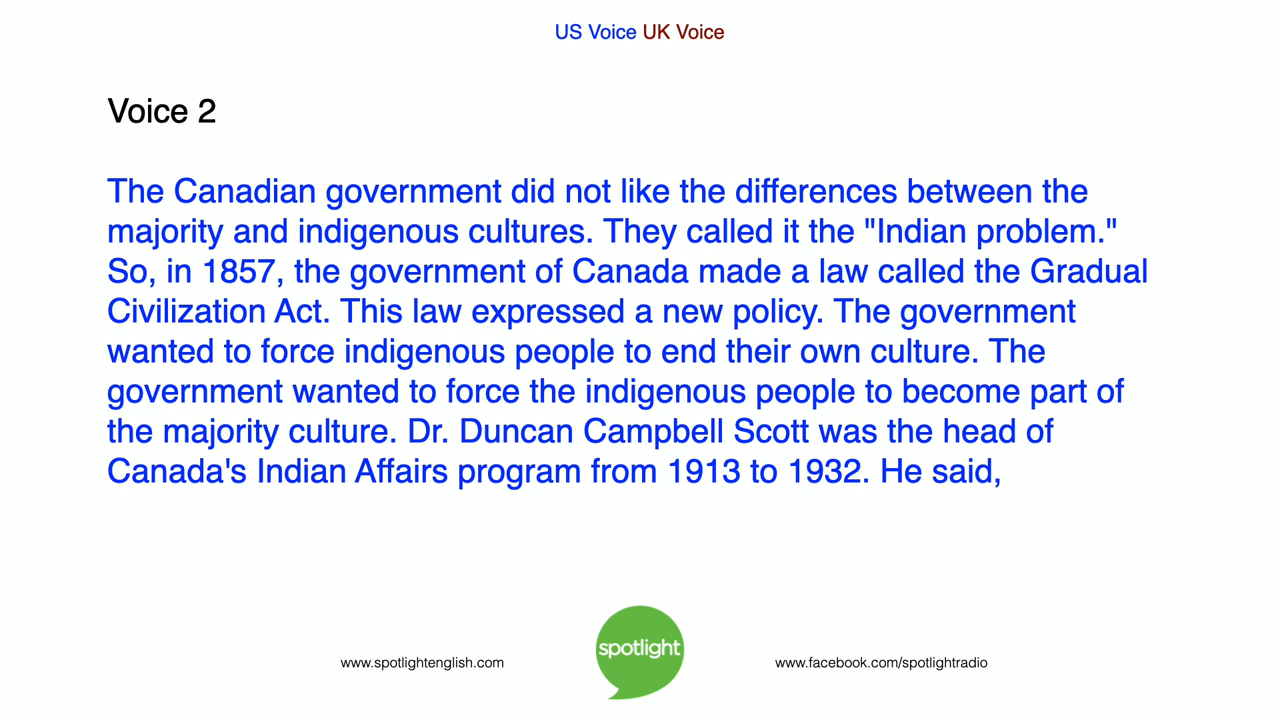 US Voice UK Voice
Voice 2
The Canadian government did not like the differences between the
majority and indigenous cultures. They called it the "Indian problem."
So, in 1857, the government of Canada made a law called the Gradual
Civilization Act. This law expressed a new policy. The government
wanted to force indigenous people to end their own culture. The
government wanted to force the indigenous people to become part of
the majority culture. Dr. Duncan Campbell Scott was the head of
Canada's Indian Affairs program from 1913 to 1932. He said,
spotlight
www.spotlightenglish.com
www.facebook.com/spotlightradio